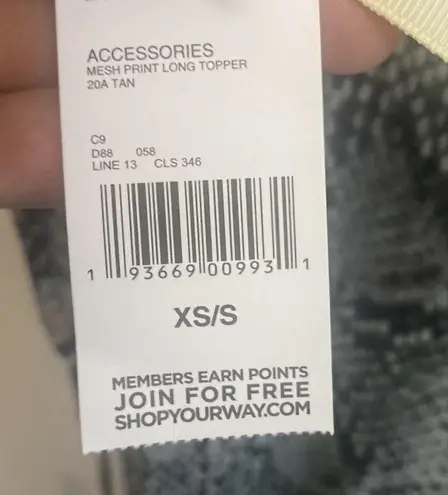 ACCESSORIES
MESH PRINT LONG TOPPER
20A TAN
C9
D88 058
LINE 13 CLS 346
1 93669 00993 1
XS/S
MEMBERS EARN POINTS
JOIN FOR FREE
SHOPYOURWAY.COM